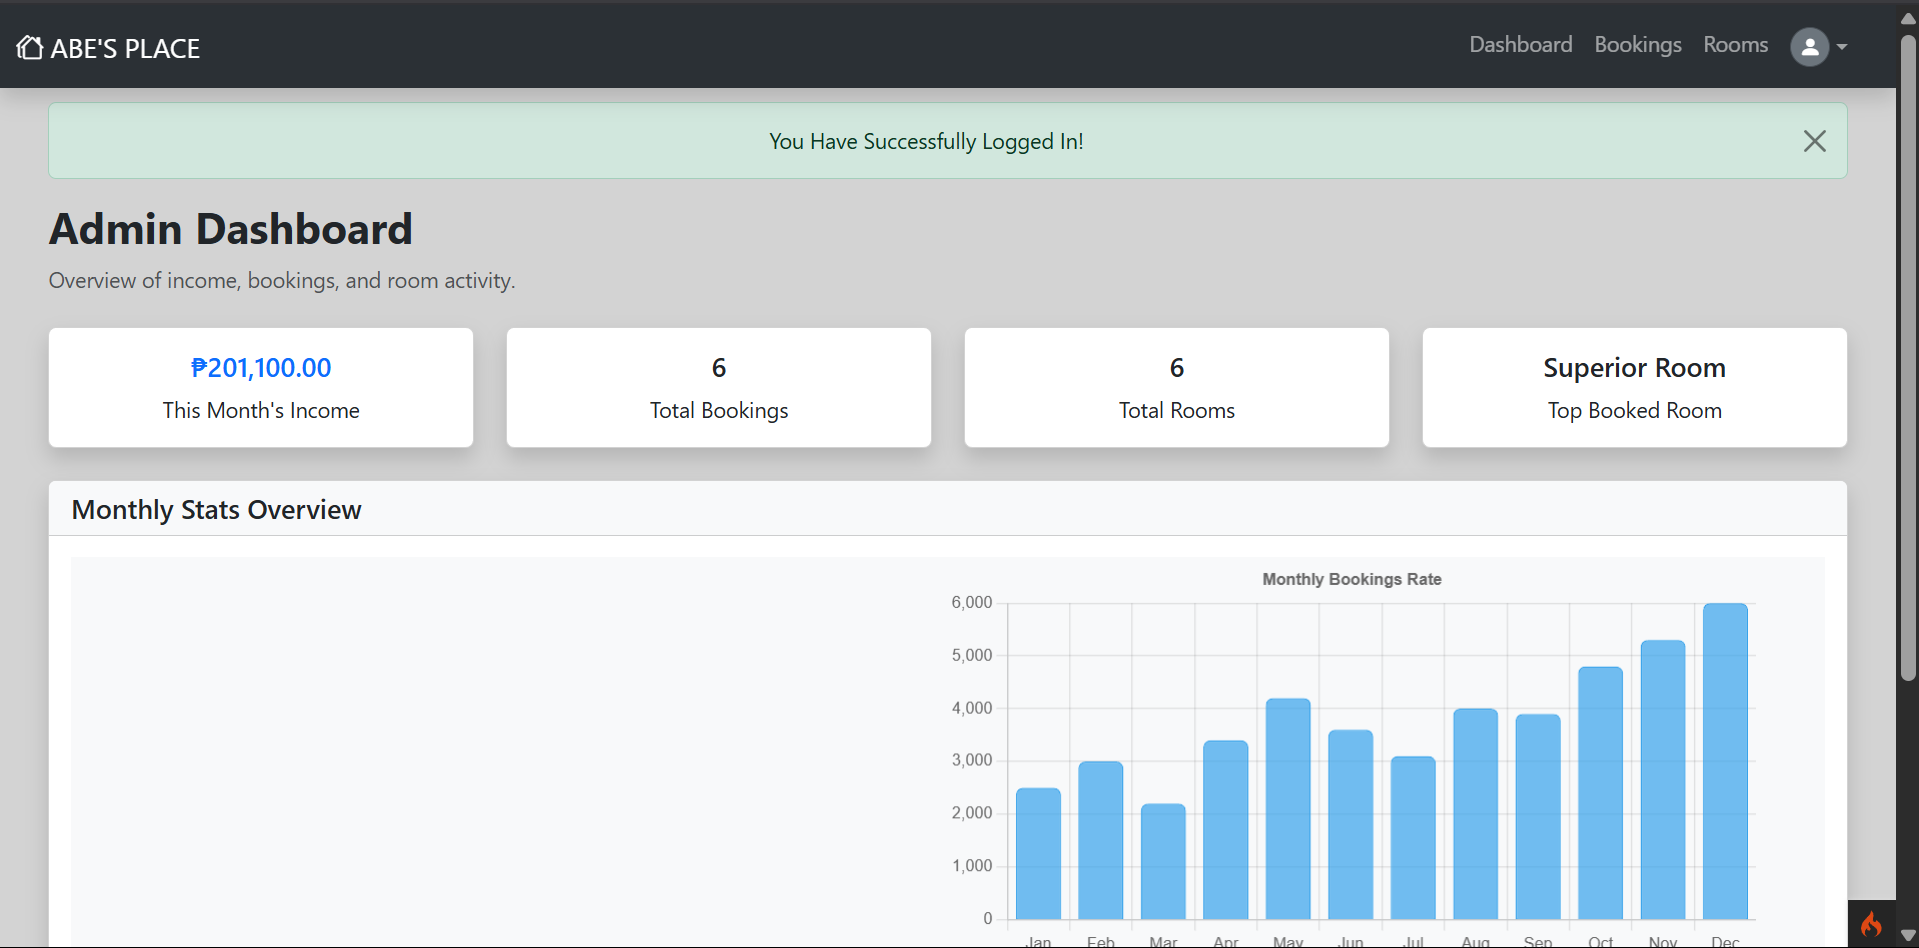 ABE'S PLACE
Dashboard Bookings Rooms
You Have Successfully Logged In!
Admin Dashboard
Overview of income, bookings, and room activity.
₱201,100.00
This Month's Income
6
Total Bookings
6
Total Rooms
Superior Room
Top Booked Room
Monthly Stats Overview
Monthly Bookings Rate
6,000
5,000
4,000
3,000
2,000
1,000
0
Jan Feb Mar Apr May Jun Jul Aug Sep Oct Nov Dec